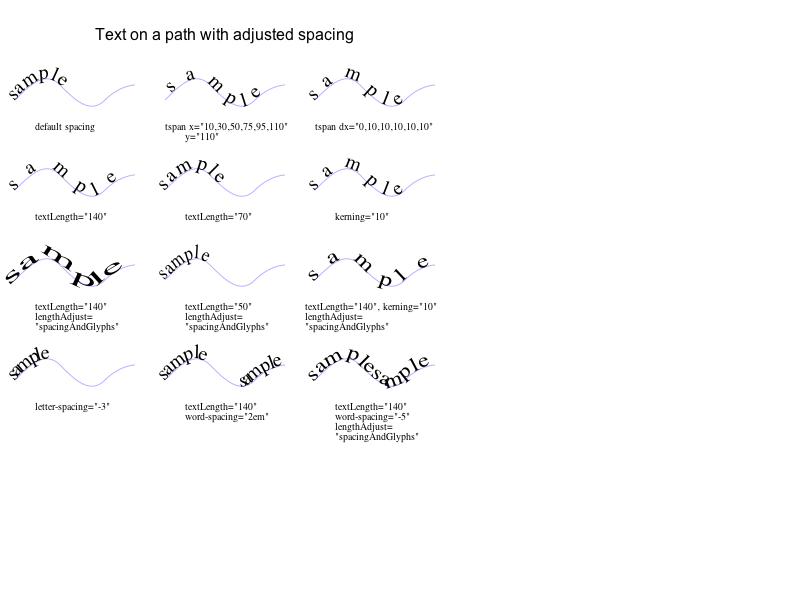 Text on a path with adjusted spacing
sample
default spacing
s a m p l e
tspan x="10,30,50,75,95,110"
y="110"
s a m p l e
tspan dx="0,10,10,10,10,10"
s a m p l e
textLength="140"
sample
textLength="70"
s a m p l e
kerning="10"
sample
textLength="140"
lengthAdjust=
"spacingAndGlyphs"
sample
textLength="50"
lengthAdjust=
"spacingAndGlyphs"
s a m p l e
textLength="140", kerning="10"
lengthAdjust=
"spacingAndGlyphs"
sample
letter-spacing="-3"
sample sample
textLength="140"
word-spacing="2em"
samplesample
textLength="140"
word-spacing="-5"
lengthAdjust=
"spacingAndGlyphs"